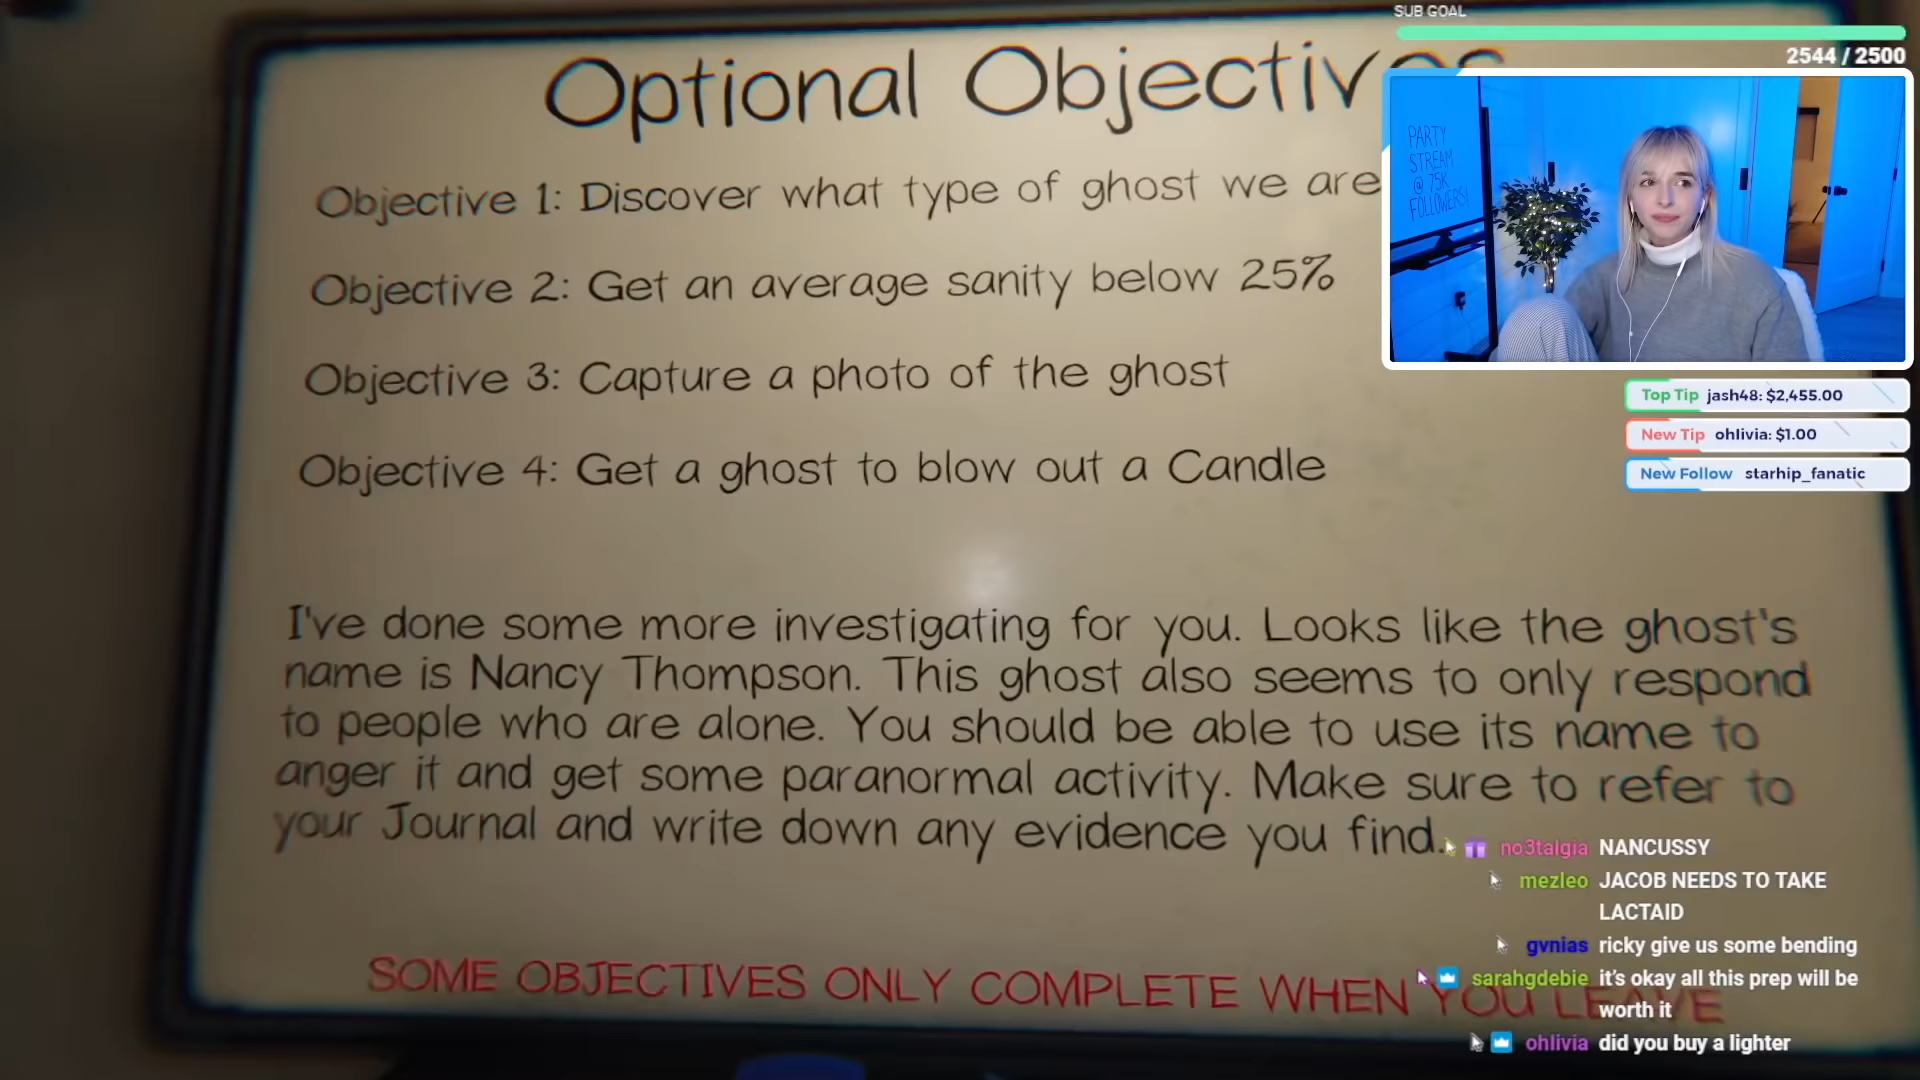 SUB GOAL
2544 / 2500
Optional
Objective 1: Discover what type of ghost we are
Objective 2: Get an average sanity below 25%
Objective 3: Capture a photo of the ghost
Objective 4: Get a ghost to blow out a Candle
PARTY
STREAM
@ 75K
FOLLOWERS!
Top Tip jash48: $2,455.00
New Tip ohlivia: $1.00
New Follow starhip_fanatic
I've done some more investigating for you. Looks like the ghost's
name is Nancy Thompson. This ghost also seems to only respond
to people who are alone. You should be able to use its name to
anger it and get some paranormal activity. Make sure to refer to
your Journal and write down any evidence you find.
SOME OBJECTIVES ONLY COMPLETE WHEN YOU LEAVE
no3talgia NANCUSSY
mezleo JACOB NEEDS TO TAKE
LACTAID
gvnias ricky give us some bending
sarahgdebie it's okay all this prep will be
worth it
ohlivia did you buy a lighter